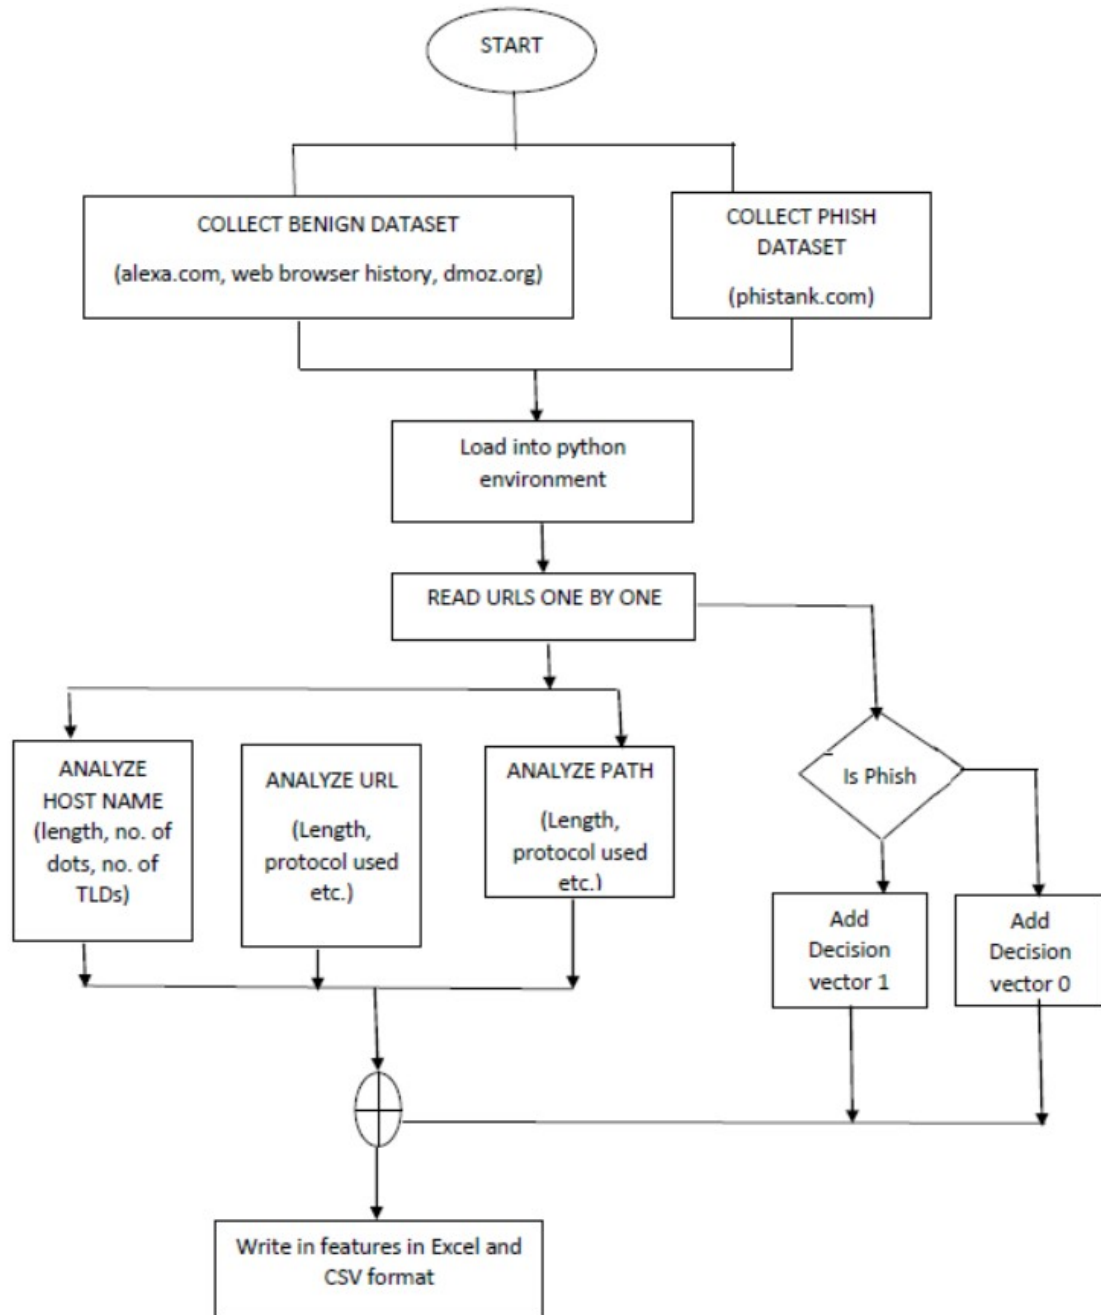 START
COLLECT BENIGN DATASET
(alexa.com, web browser history, dmoz.org)
COLLECT PHISH
DATASET
(phistank.com)
Load into python
environment
READ URLS ONE BY ONE
ANALYZE
HOST NAME
(length, no. of
dots, no. of
TLDs)
ANALYZE URL
(Length,
protocol used
etc.)
ANALYZE PATH
(Length,
protocol used
etc.)
Is Phish
Add
Decision
vector 1
Add
Decision
vector 0
Write in features in Excel and
CSV format